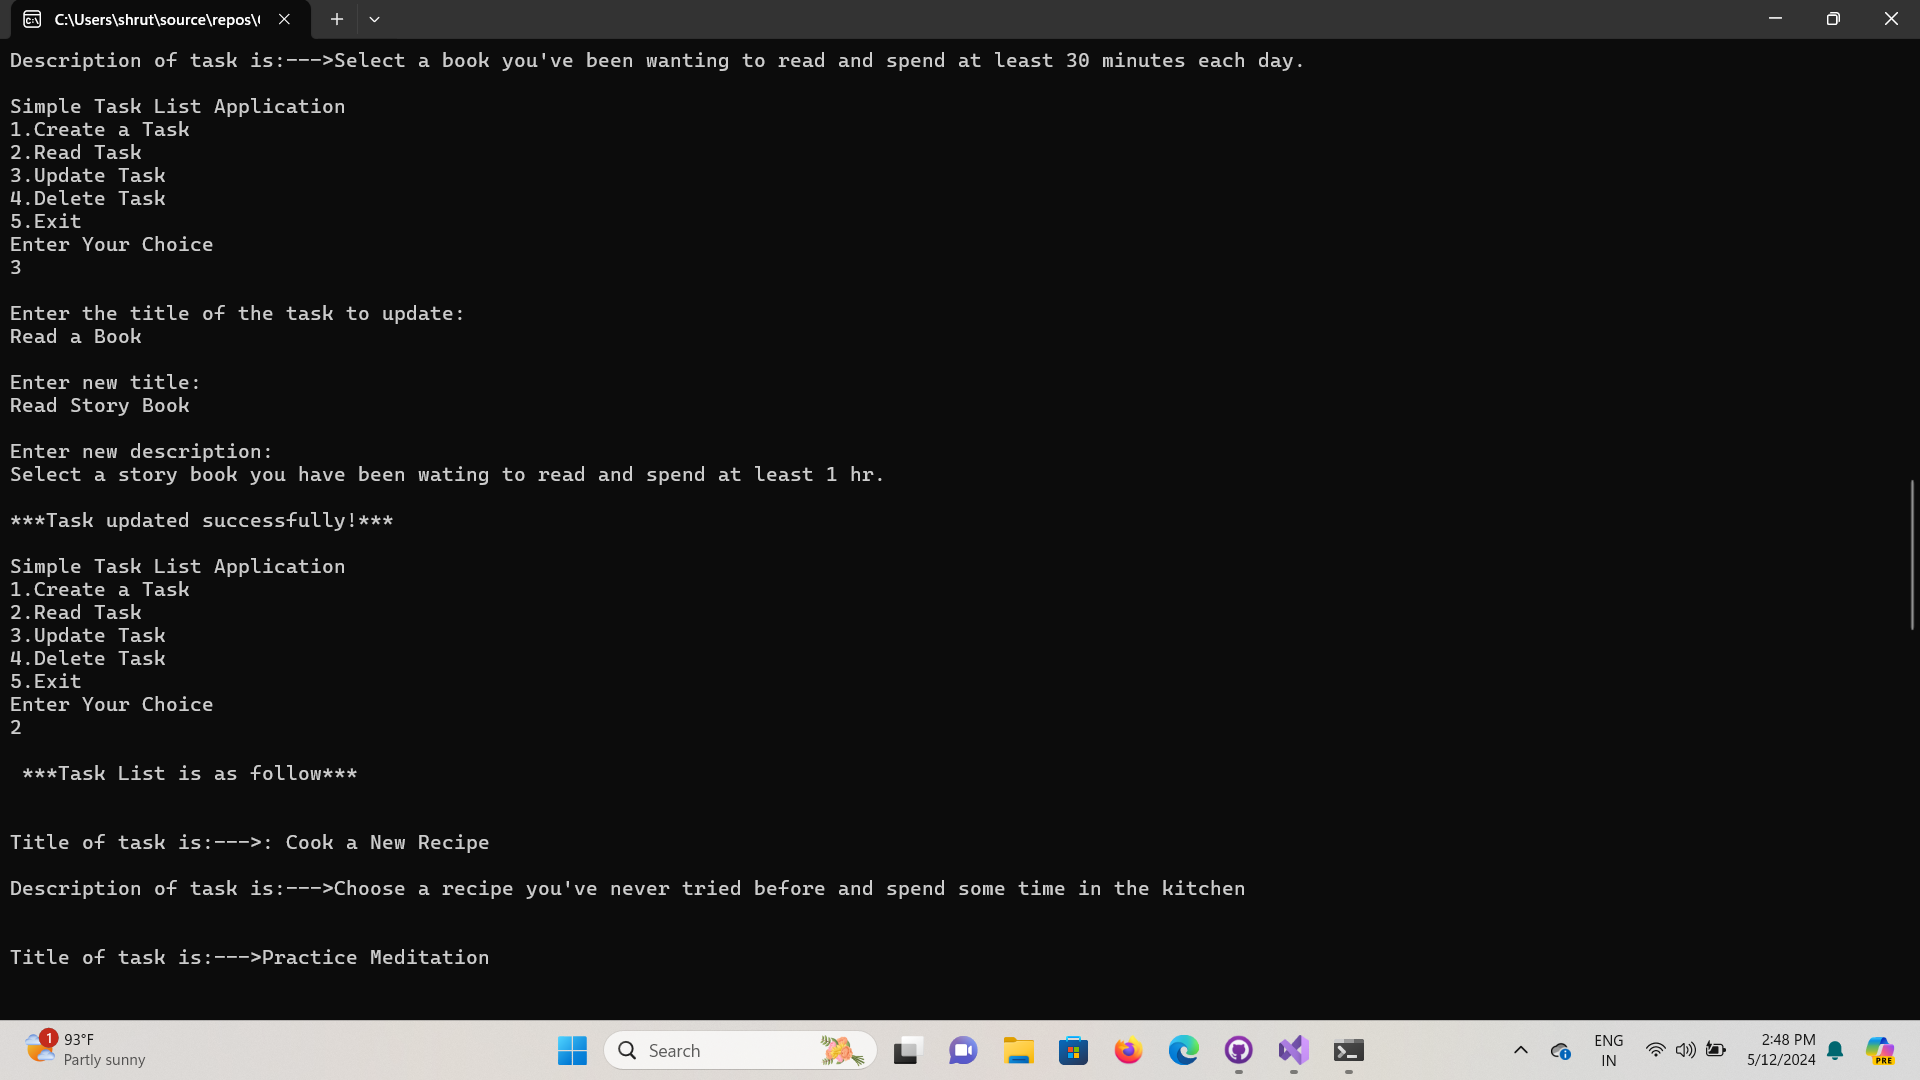 C:\Users\shrut\source\repos\
Description of task is:--->Select a book you've been wanting to read and spend at least 30 minutes each day.
Simple Task List Application
1.Create a Task
2.Read Task
3.Update Task
4.Delete Task
5.Exit
Enter Your Choice
3
Enter the title of the task to update:
Read a Book
Enter new title:
Read Story Book
Enter new description:
Select a story book you have been wating to read and spend at least 1 hr.
***Task updated successfully!***
Simple Task List Application
1.Create a Task
2.Read Task
3.Update Task
4.Delete Task
5.Exit
Enter Your Choice
2
***Task List is as follow***
Title of task is:--->: Cook a New Recipe
Description of task is:--->Choose a recipe you've never tried before and spend some time in the kitchen
Title of task is:--->Practice Meditation
1
93°F
Partly sunny
Search
ENG
IN
2:48 PM
5/12/2024
PRE